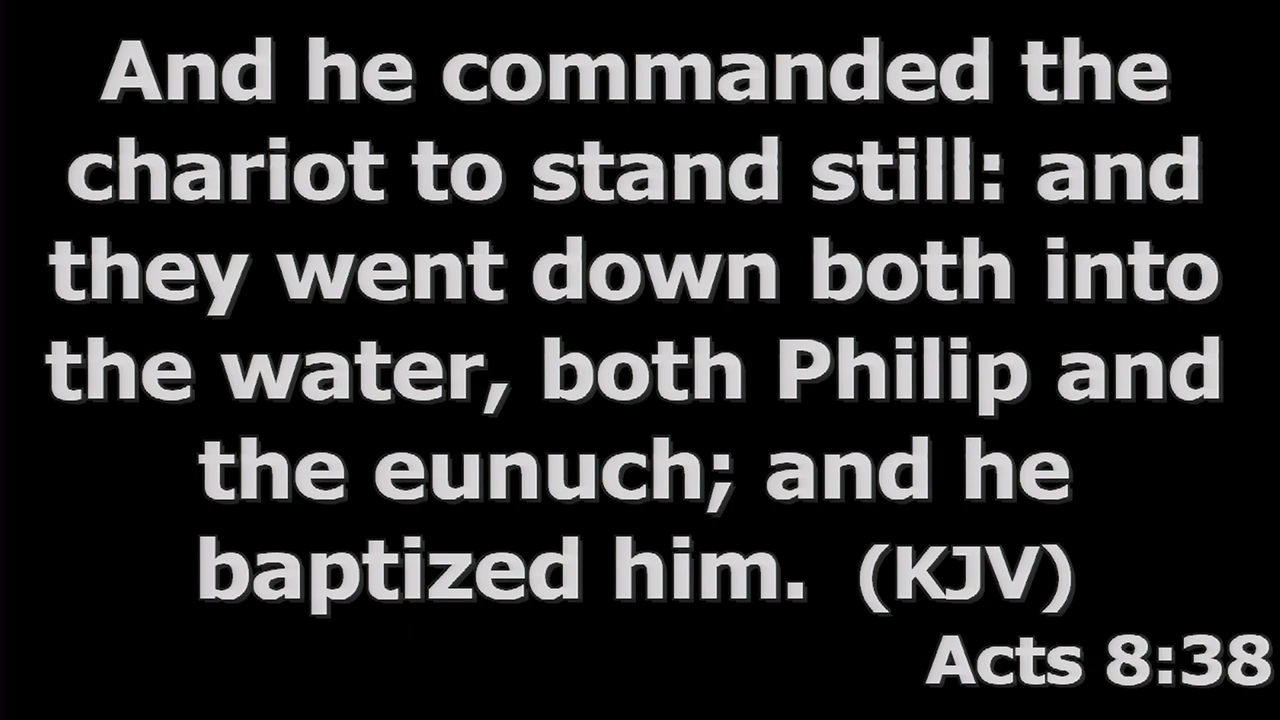 And he commanded the
chariot to stand still: and
they went down both into
the water, both Philip and
the eunuch; and he
baptized him.  (KJV)
Acts 8:38